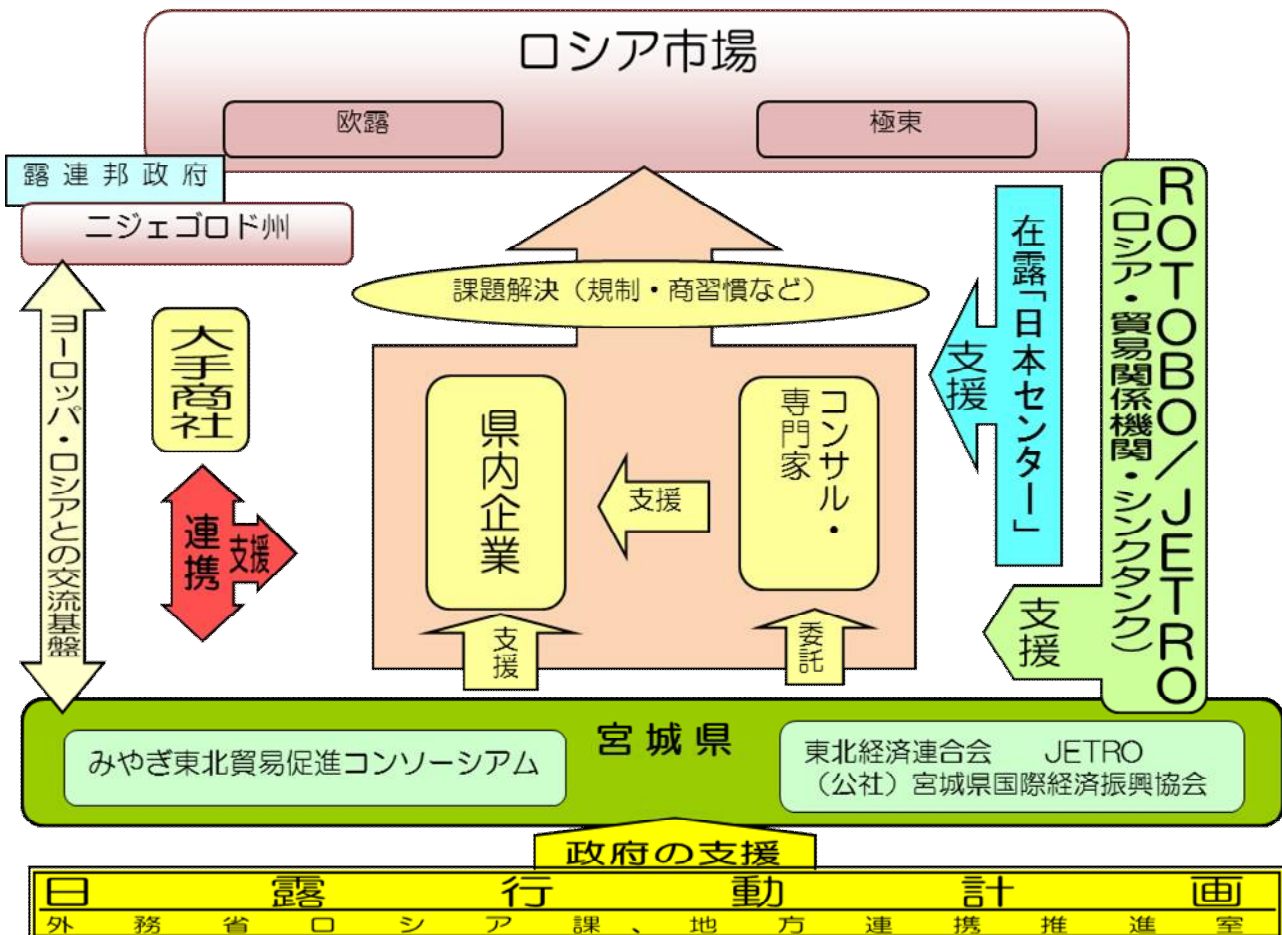 ロシア市場
欧露
極東
露連邦政府
ニジェゴロド州
課題解決（規制・商習慣など）
ヨーロッパ・ロシアとの交流基盤
大手商社
連携
支援
県内企業
支援
コンサル・
専門家
支援
在露「日本センター」
支援
ROTOBO／JETRO
（ロシア・貿易関係機関・シンクタンク）
支援
委託
宮城県
みやぎ東北貿易促進コンソーシアム
東北経済連合会　　JETRO
（公社）宮城県国際経済振興協会
政府の支援
日露行動計画
外務省ロシア課、地方連携推進室